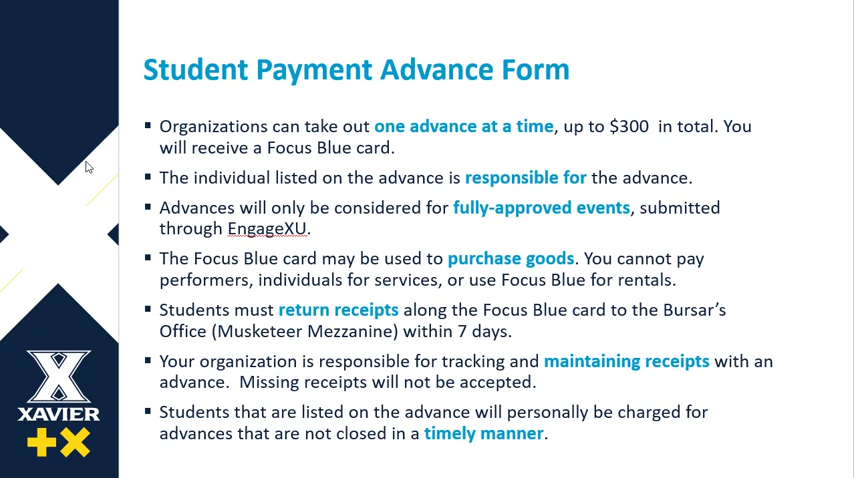 Student Payment Advance Form
▪ Organizations can take out one advance at a time, up to $300  in total. You
will receive a Focus Blue card.
▪ The individual listed on the advance is responsible for the advance.
▪ Advances will only be considered for fully-approved events, submitted
through EngageXU.
▪ The Focus Blue card may be used to purchase goods. You cannot pay
performers, individuals for services, or use Focus Blue for rentals.
▪ Students must return receipts along the Focus Blue card to the Bursar’s
Office (Musketeer Mezzanine) within 7 days.
▪ Your organization is responsible for tracking and maintaining receipts with an
advance.  Missing receipts will not be accepted.
▪ Students that are listed on the advance will personally be charged for
advances that are not closed in a timely manner.
X
XAVIER